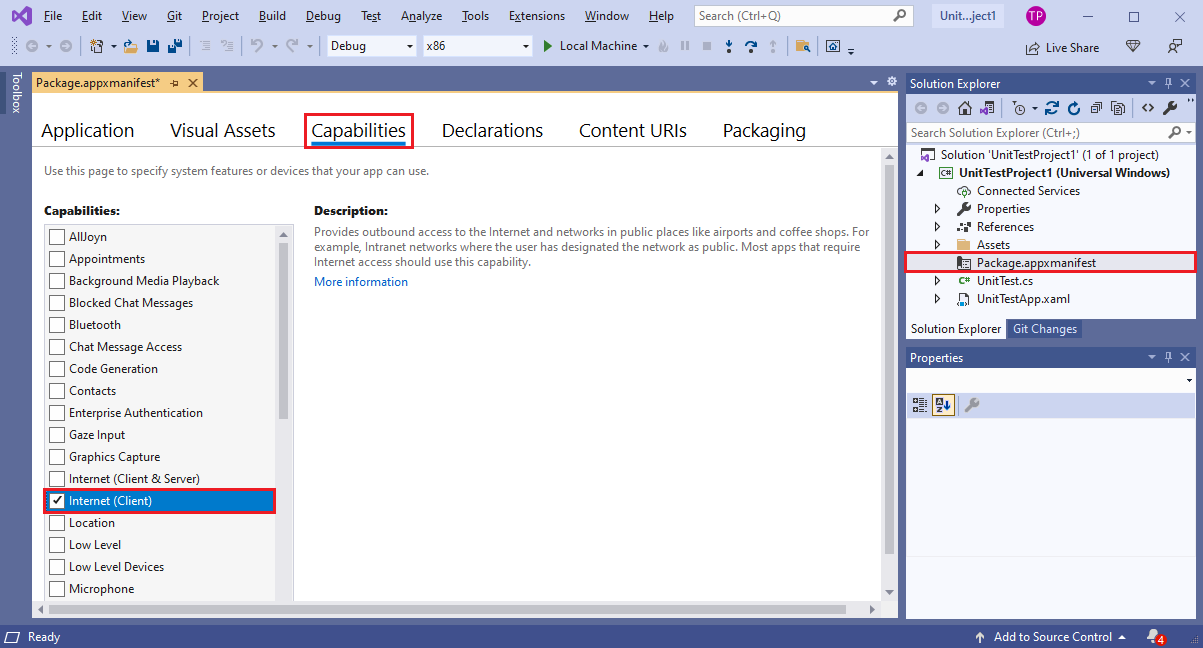 File Edit View Git Project Build Debug Test Analyze Tools Extensions Window Help Search (Ctrl+Q) Unit...ject1 TP
Debug x86 Local Machine Live Share
Toolbox
Package.appxmanifest*
Application Visual Assets Capabilities Declarations Content URIs Packaging
Use this page to specify system features or devices that your app can use.
Capabilities:
AllJoyn
Appointments
Background Media Playback
Blocked Chat Messages
Bluetooth
Chat Message Access
Code Generation
Contacts
Enterprise Authentication
Gaze Input
Graphics Capture
Internet (Client & Server)
Internet (Client)
Location
Low Level
Low Level Devices
Microphone
Description:
Provides outbound access to the Internet and networks in public places like airports and coffee shops. For
example, Intranet networks where the user has designated the network as public. Most apps that require
Internet access should use this capability.
More information
Solution Explorer
Search Solution Explorer (Ctrl+;)
Solution 'UnitTestProject1' (1 of 1 project)
C# UnitTestProject1 (Universal Windows)
Connected Services
Properties
References
Assets
Package.appxmanifest
C# UnitTest.cs
UnitTestApp.xaml
Solution Explorer Git Changes
Properties
Ready Add to Source Control 4